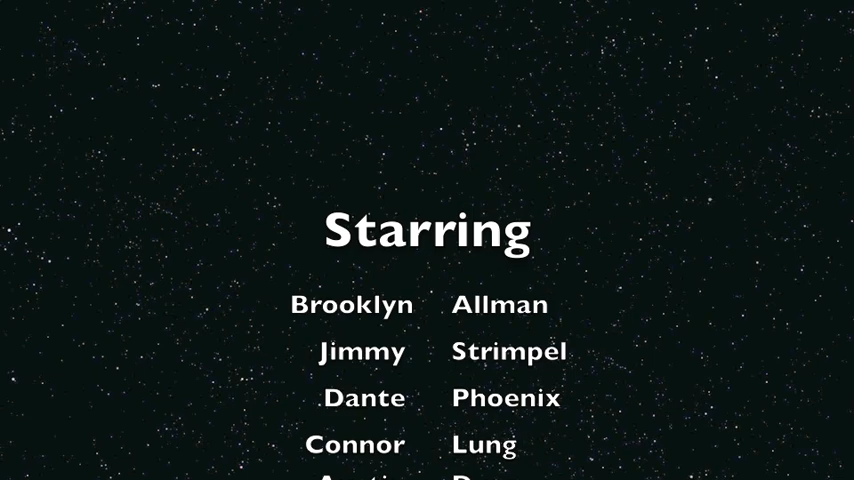 Starring
Brooklyn Allman
Jimmy Strimpel
Dante Phoenix
Connor Lung